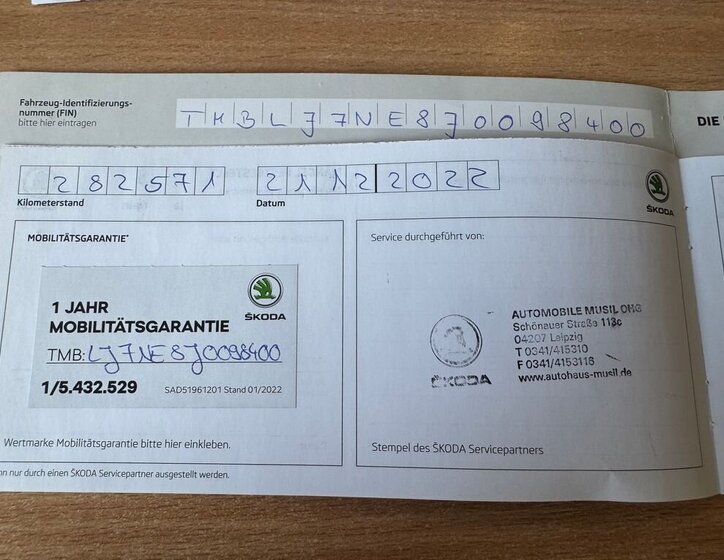 Fahrzeug-Identifizierungs-
nummer (FIN)
bitte hier eintragen
TMBLJ7NE8J0098400
DIE
282571
21122022
Kilometerstand
Datum
ŠKODA
MOBILITÄTSGARANTIE*
Service durchgeführt von:
1 JAHR
MOBILITÄTSGARANTIE
ŠKODA
TMB: LJ7NE8J0098400
1/5.432.529
SAD51961201 Stand 01/2022
AUTOMOBILE MUSIL OHG
Schönauer Straße 113c
04207 Leipzig
T 0341/415310
F 0341/4153116
www.autohaus-musil.de
ŠKODA
Wertmarke Mobilitätsgarantie bitte hier einkleben.
Stempel des ŠKODA Servicepartners
nn nur durch einen ŠKODA Servicepartner ausgestellt werden.